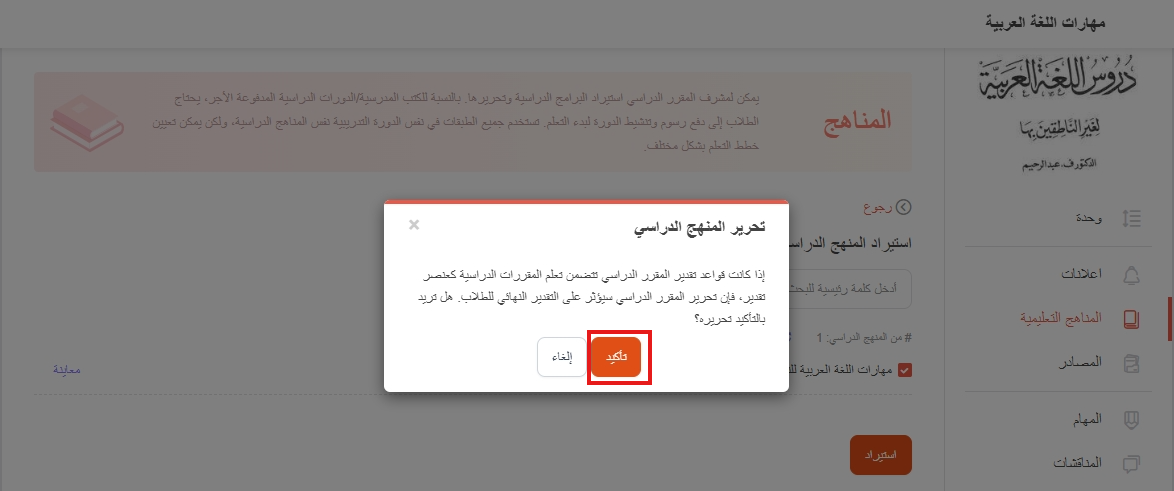 مهارات اللغة العربية
دروس اللغة العربية
لغير الناطقين بها
الدكتور ف. عبد الرحيم
وحدة
اعلانات
المناهج التعليمية
المصادر
المهام
المناقشات
المناهج
يمكن لمشرف المقرر الدراسي استيراد البرامج الدراسية وتحريرها. بالنسبة للكتب المدرسية/الدورات الدراسية المدفوعة الأجر، يحتاج
الطلاب إلى دفع رسوم وتنشيط الدورة لبدء التعلم. تستخدم جميع الطبقات في نفس الدورة التدريبية نفس المناهج الدراسية، ولكن يمكن تعيين
خطط التعلم بشكل مختلف.
رجوع
استيراد المنهج الدراس
أدخل كلمة رئيسية للبحث
# من المنهج الدراسي: 1
مهارات اللغة العربية
معاينة
استيراد
تحرير المنهج الدراسي
×
إذا كانت قواعد تقدير المقرر الدراسي تتضمن تعلم المقررات الدراسية كعنصر
تقدير، فإن تحرير المقرر الدراسي سيؤثر على التقدير النهائي للطلاب. هل تريد
بالتأكيد تحريره؟
تأكيد
إلغاء